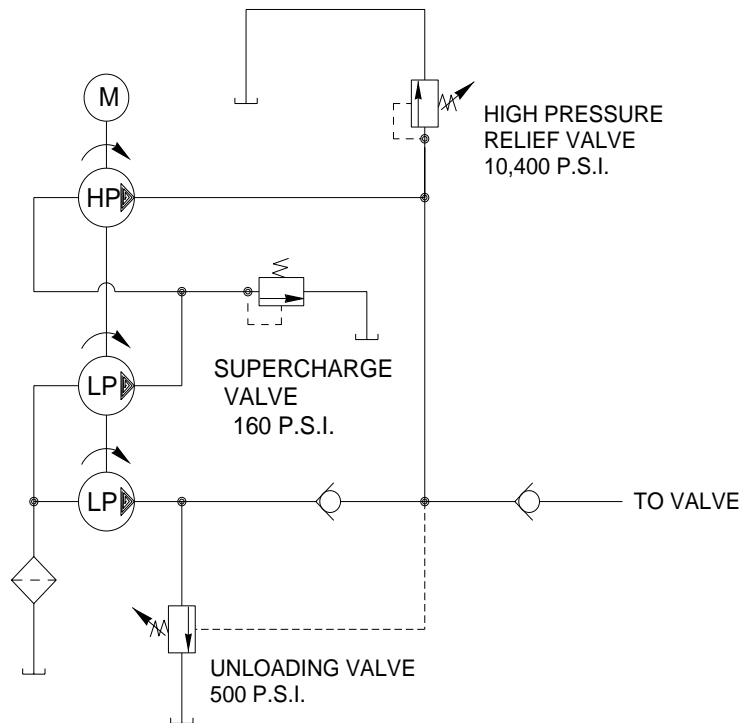 M
HIGH PRESSURE
RELIEF VALVE
10,400 P.S.I.
HP
SUPERCHARGE
VALVE
160 P.S.I.
LP
LP
TO VALVE
UNLOADING VALVE
500 P.S.I.